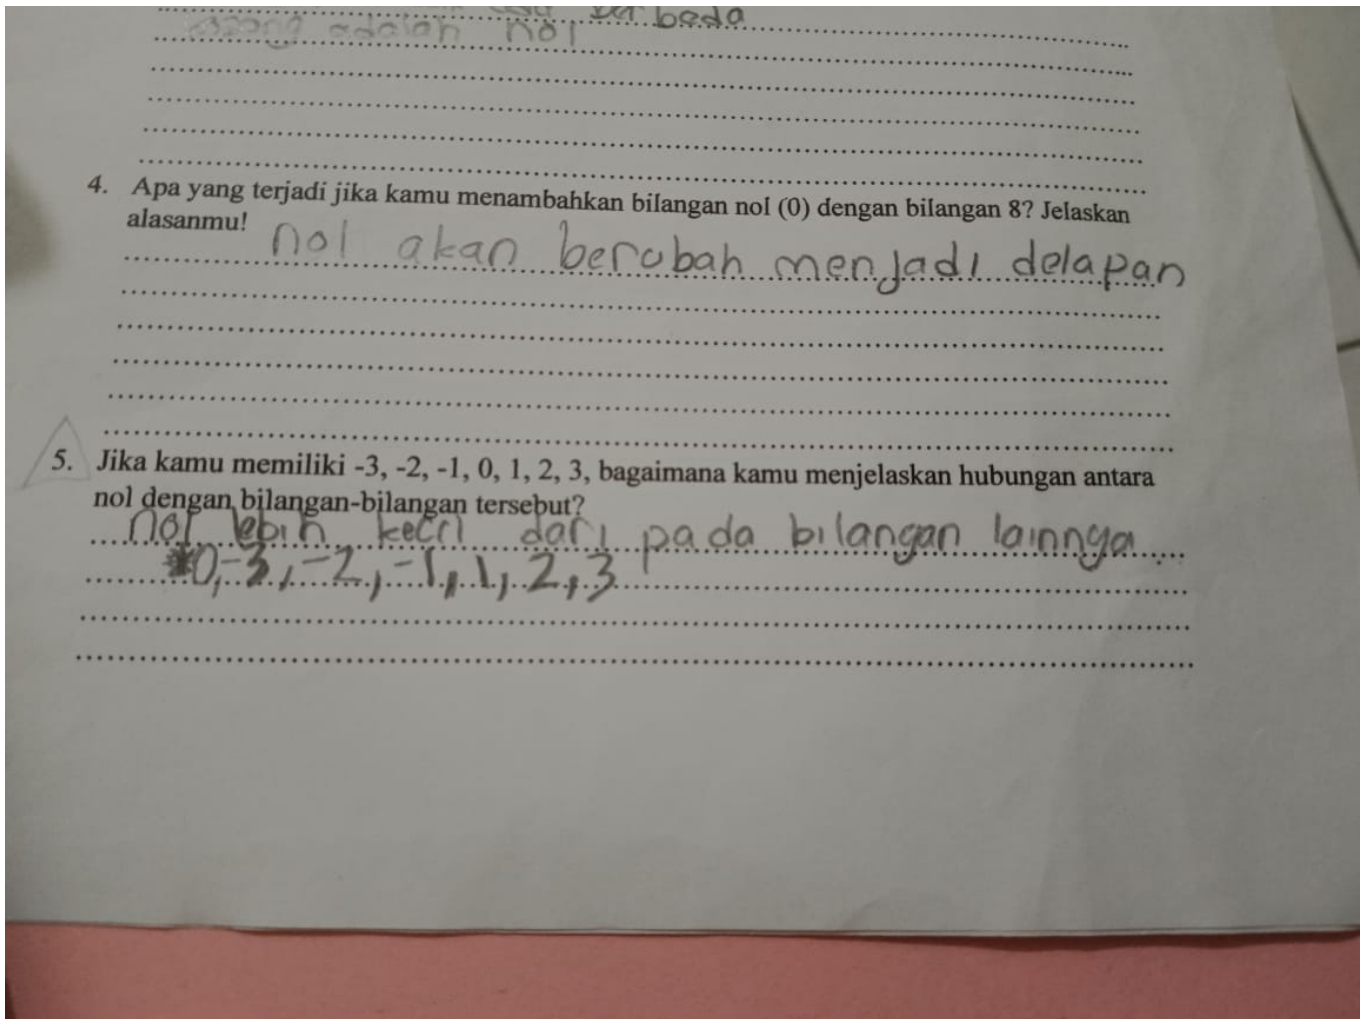 berbeda
adalah nol
4. Apa yang terjadi jika kamu menambahkan bilangan nol (0) dengan bilangan 8? Jelaskan
alasanmu!
nol akan berubah menjadi delapan
5. Jika kamu memiliki -3, -2, -1, 0, 1, 2, 3, bagaimana kamu menjelaskan hubungan antara
nol dengan bilangan-bilangan tersebut?
nol lebih kecil dari pada bilangan lainnya
0, -3, -2, -1, 1, 2, 3